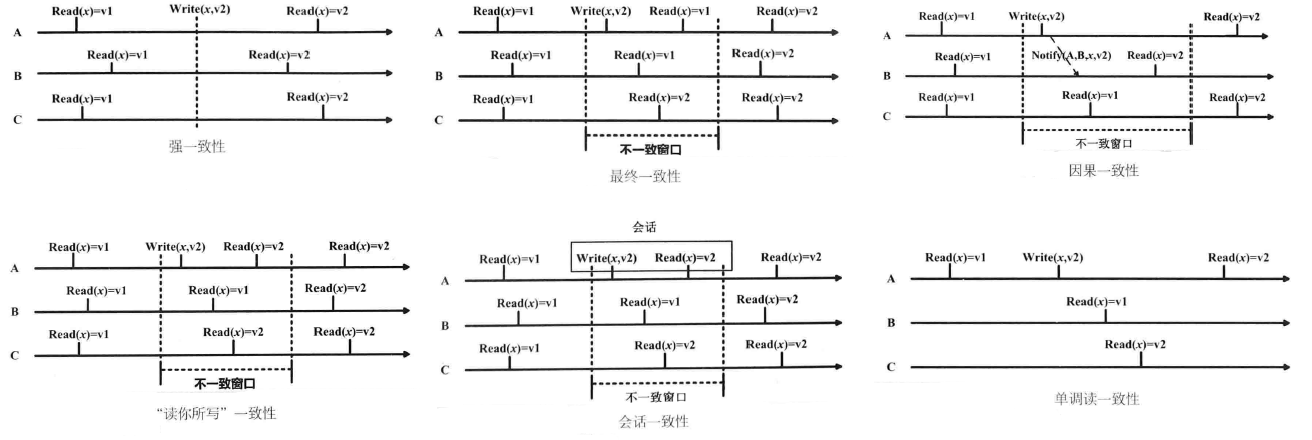 Read(x)=v1 Write(x,v2) Read(x)=v2
A
Read(x)=v1 Read(x)=v2
B
Read(x)=v1 Read(x)=v2
C
强一致性
Read(x)=v1 Write(x,v2) Read(x)=v1 Read(x)=v2
A
Read(x)=v1 Read(x)=v1 Read(x)=v2
B
Read(x)=v1 Read(x)=v2 Read(x)=v2
C
不一致窗口
最终一致性
Read(x)=v1 Write(x,v2) Read(x)=v2
A
Read(x)=v1 Notify(A,B,x,v2) Read(x)=v2
B
Read(x)=v1 Read(x)=v1 Read(x)=v2
C
不一致窗口
因果一致性
Read(x)=v1 Write(x,v2) Read(x)=v2 Read(x)=v2
A
Read(x)=v1 Read(x)=v1 Read(x)=v2
B
Read(x)=v1 Read(x)=v2 Read(x)=v2
C
不一致窗口
“读你所写”一致性
会话
Read(x)=v1 Write(x,v2) Read(x)=v2 Read(x)=v2
A
Read(x)=v1 Read(x)=v1 Read(x)=v2
B
Read(x)=v1 Read(x)=v2 Read(x)=v2
C
不一致窗口
会话一致性
Read(x)=v1 Write(x,v2) Read(x)=v2
A
Read(x)=v1
B
Read(x)=v2
C
单调读一致性